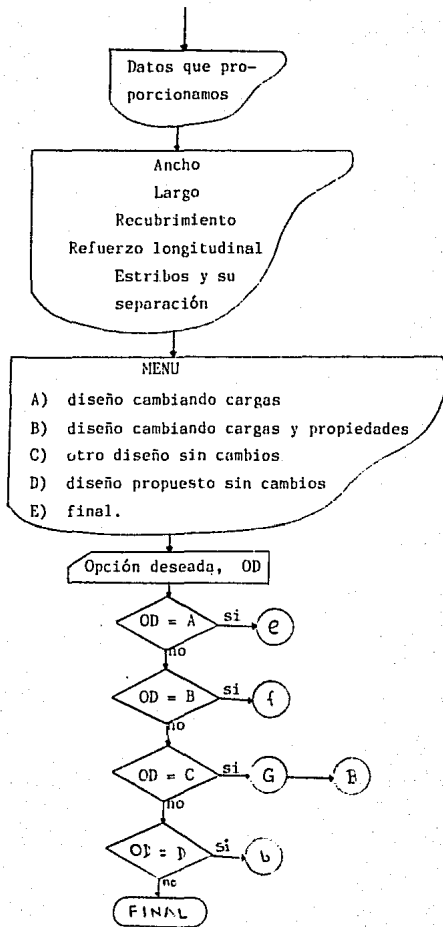 Datos que pro-
porcionamos
Ancho
Largo
Recubrimiento
Refuerzo longitudinal
Estribos y su
separación
MENU
A) diseño cambiando cargas
B) diseño cambiando cargas y propiedades
C) otro diseño sin cambios
D) diseño propuesto sin cambios
E) final.
Opción deseada, OD
OD = A si e
no
OD = B si f
no
OD = C si G B
no
OD = D si b
no
FINAL